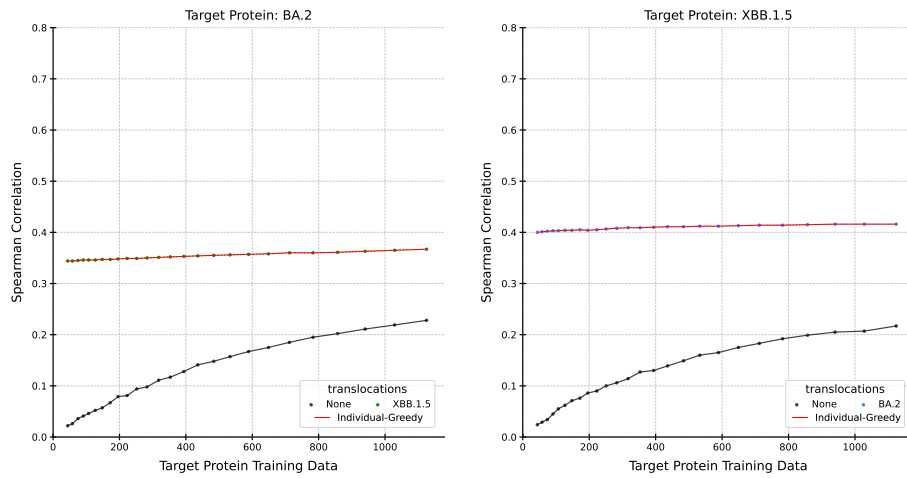 Target Protein: BA.2
0.8
0.7
0.6
0.5
0.4
0.3
0.2
0.1
0.0
Spearman Correlation
0 200 400 600 800 1000
Target Protein Training Data
translocations
None XBB.1.5
Individual-Greedy
Target Protein: XBB.1.5
0.8
0.7
0.6
0.5
0.4
0.3
0.2
0.1
0.0
Spearman Correlation
0 200 400 600 800 1000
Target Protein Training Data
translocations
None BA.2
Individual-Greedy